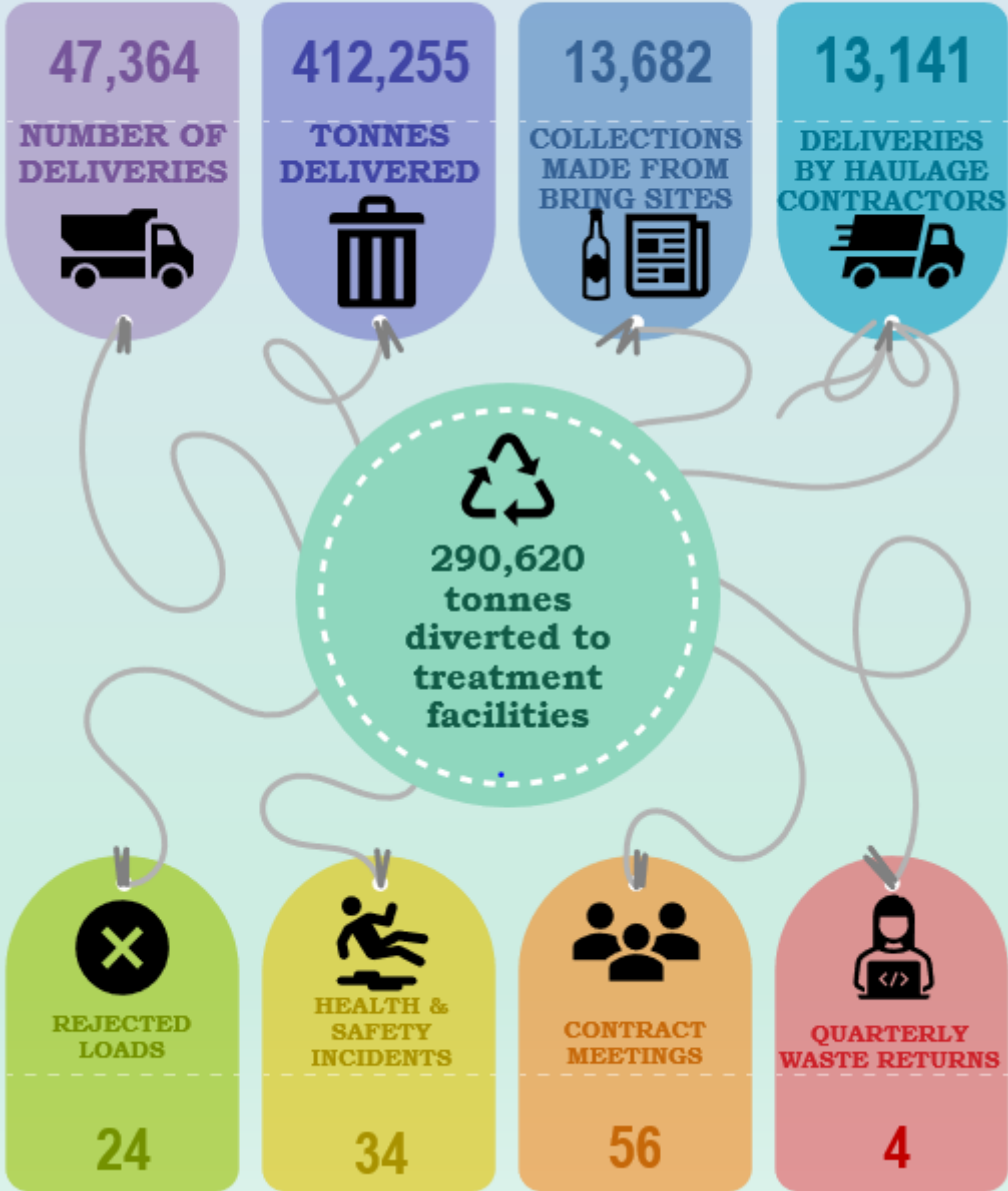 47,364
NUMBER OF
DELIVERIES
412,255
TONNES
DELIVERED
13,682
COLLECTIONS
MADE FROM
BRING SITES
13,141
DELIVERIES
BY HAULAGE
CONTRACTORS
290,620
tonnes
diverted to
treatment
facilities
REJECTED
LOADS
24
HEALTH &
SAFETY
INCIDENTS
34
CONTRACT
MEETINGS
56
</>
QUARTERLY
WASTE RETURNS
4